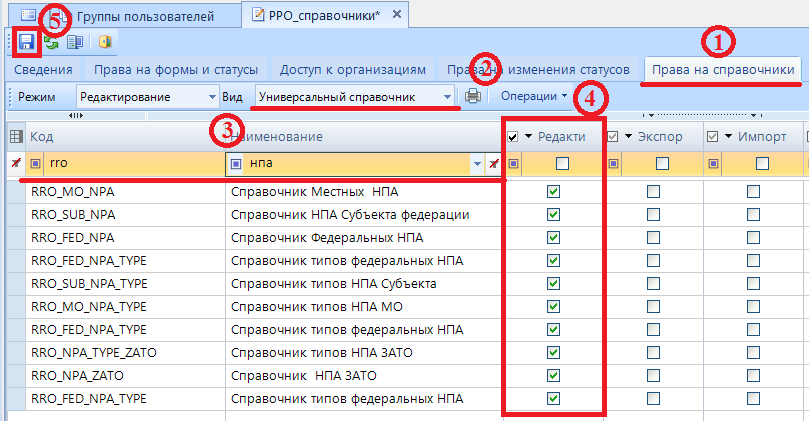 5 Группы пользователей РРО_справочники* 
1
Сведения Права на формы и статусы Доступ к организациям Права на изменения статусов Права на справочники
2
Режим Редактирование Вид Универсальный справочник Операции
4
3
Код Наименование Редакти Экспор Импорт
rro нпа
RRO_MO_NPA Справочник Местных НПА
RRO_SUB_NPA Справочник НПА Субъекта федерации
RRO_FED_NPA Справочник Федеральных НПА
RRO_FED_NPA_TYPE Справочник типов федеральных НПА
RRO_SUB_NPA_TYPE Справочник типов НПА Субъекта
RRO_MO_NPA_TYPE Справочник типов НПА МО
RRO_FED_NPA_TYPE Справочник типов федеральных НПА
RRO_NPA_TYPE_ZATO Справочник типов НПА ЗАТО
RRO_NPA_ZATO Справочник НПА ЗАТО
RRO_FED_NPA_TYPE Справочник типов федеральных НПА